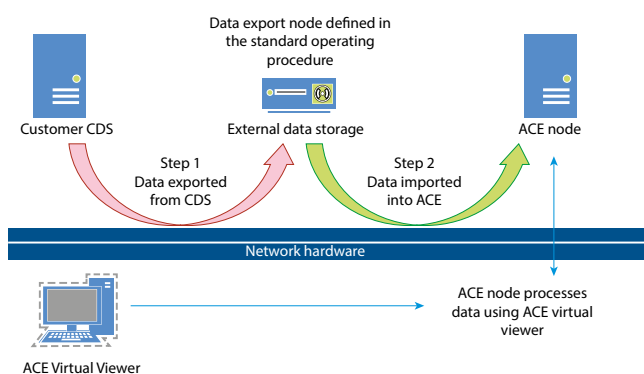 Data export node defined in
the standard operating
procedure
Customer CDS
External data storage
ACE node
Step 1
Data exported
from CDS
Step 2
Data imported
into ACE
Network hardware
ACE node processes
data using ACE virtual
viewer
ACE Virtual Viewer